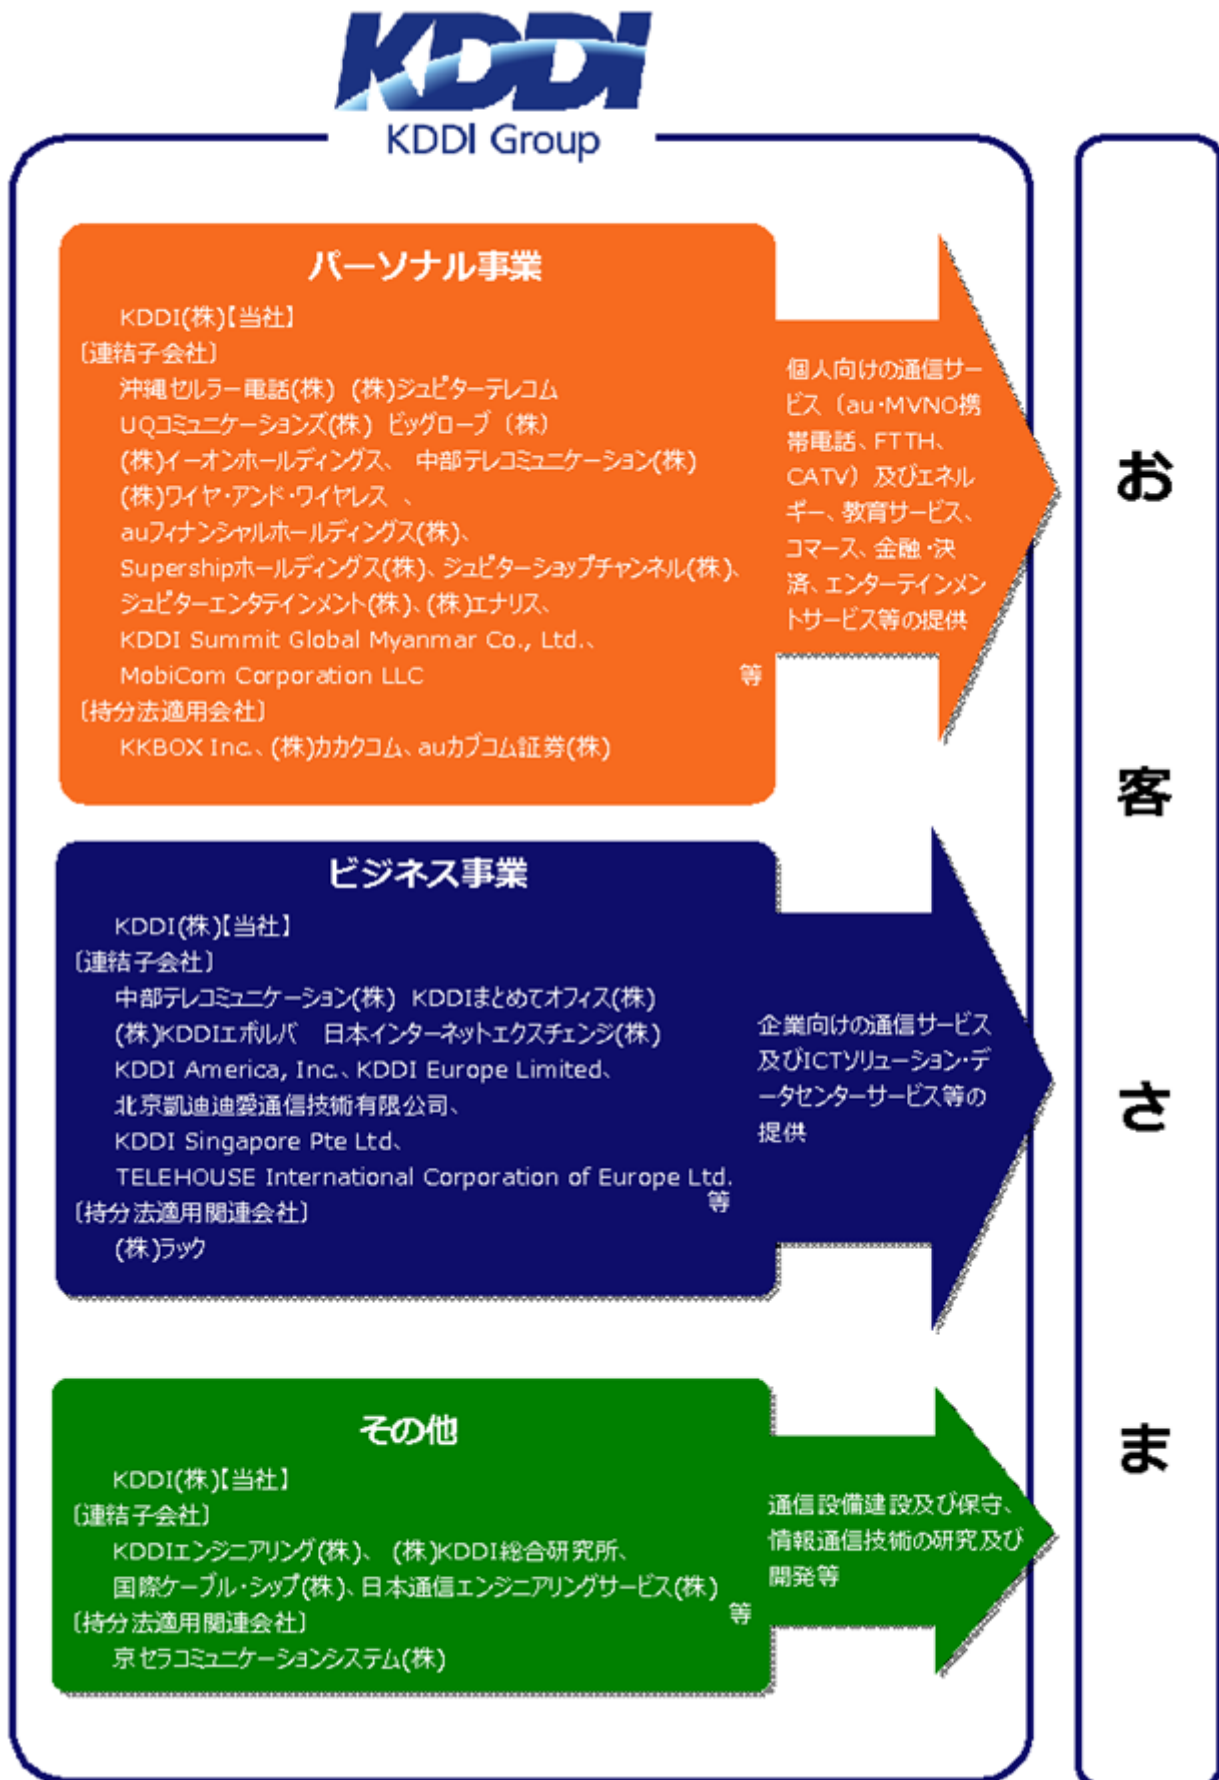 KDDI
KDDI Group
パーソナル事業
KDDI(株)【当社】
〔連結子会社〕
沖縄セルラー電話(株) (株)ジュピターテレコム
UQコミュニケーションズ(株) ビッグローブ（株）
(株)イーオンホールディングス、 中部テレコミュニケーション(株)
(株)ワイヤ・アンド・ワイヤレス 、
auフィナンシャルホールディングス(株)、
Supershipホールディングス(株)、ジュピターショップチャンネル(株)、
ジュピターエンタテインメント(株)、(株)エナリス、
KDDI Summit Global Myanmar Co., Ltd.、
MobiCom Corporation LLC 等
〔持分法適用会社〕
KKBOX Inc.、(株)カカクコム、auカブコム証券(株)
個人向けの通信サー
ビス（au・MVNO携
帯電話、FTTH、
CATV）及びエネル
ギー、教育サービス、
コマース、金融・決
済、エンターテインメン
トサービス等の提供
ビジネス事業
KDDI(株)【当社】
〔連結子会社〕
中部テレコミュニケーション(株) KDDIまとめてオフィス(株)
(株)KDDIエボルバ 日本インターネットエクスチェンジ(株)
KDDI America, Inc.、KDDI Europe Limited、
北京凱迪迪愛通信技術有限公司、
KDDI Singapore Pte Ltd、
TELEHOUSE International Corporation of Europe Ltd.
等
〔持分法適用関連会社〕
(株)ラック
企業向けの通信サービス
及びICTソリューション・デ
ータセンターサービス等の
提供
その他
KDDI(株)【当社】
〔連結子会社〕
KDDIエンジニアリング(株)、 (株)KDDI総合研究所、
国際ケーブル・シップ(株)、日本通信エンジニアリングサービス(株)
等
〔持分法適用関連会社〕
京セラコミュニケーションシステム(株)
通信設備建設及び保守、
情報通信技術の研究及び
開発等
お客さま